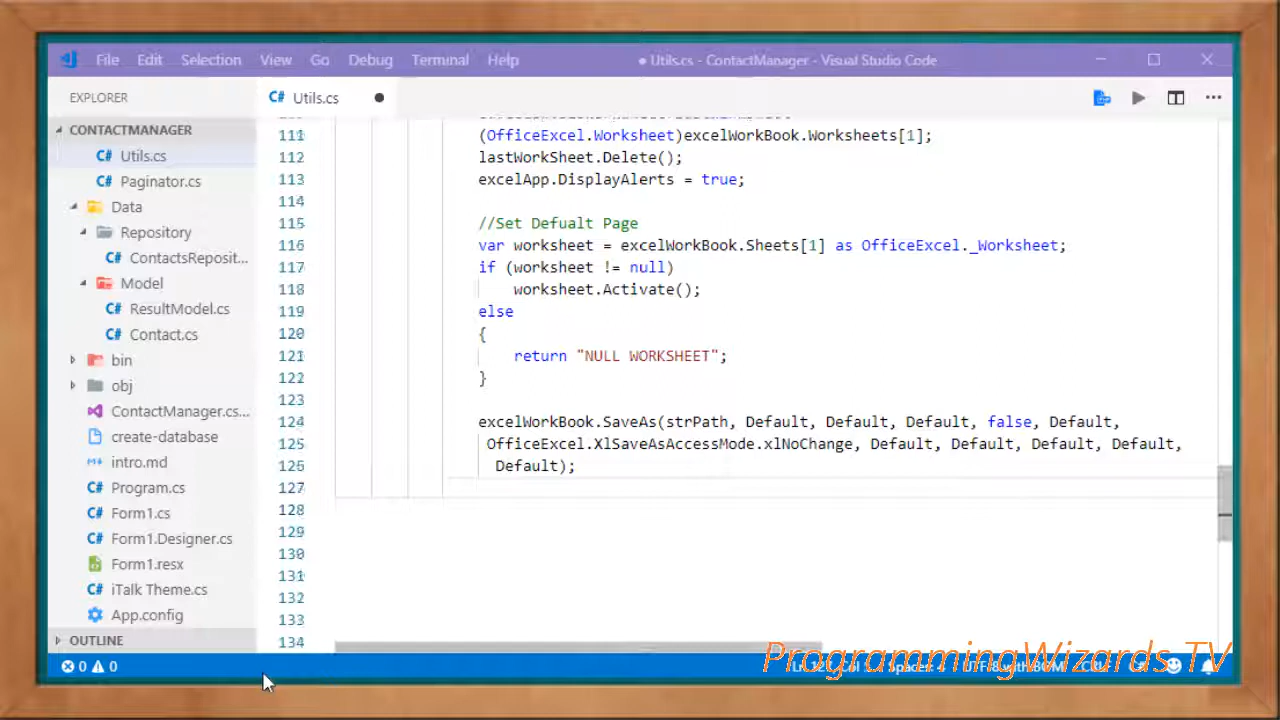 File Edit Selection View Go Debug Terminal Help
● Utils.cs - ContactManager - Visual Studio Code
EXPLORER
CONTACTMANAGER
C# Utils.cs
C# Paginator.cs
Data
Repository
C# ContactsReposit...
Model
C# ResultModel.cs
C# Contact.cs
bin
obj
ContactManager.cs...
create-database
intro.md
C# Program.cs
C# Form1.cs
C# Form1.Designer.cs
Form1.resx
C# iTalk Theme.cs
App.config
OUTLINE
C# Utils.cs ●
111 (OfficeExcel.Worksheet)excelWorkBook.Worksheets[1];
112 lastWorkSheet.Delete();
113 excelApp.DisplayAlerts = true;
114
115 //Set Defualt Page
116 var worksheet = excelWorkBook.Sheets[1] as OfficeExcel._Worksheet;
117 if (worksheet != null)
118 worksheet.Activate();
119 else
120 {
121 return "NULL WORKSHEET";
122 }
123
124 excelWorkBook.SaveAs(strPath, Default, Default, Default, false, Default,
125 OfficeExcel.XlSaveAsAccessMode.xlNoChange, Default, Default, Default, Default,
126 Default);
127
128
129
130
131
132
133
134
0 0
ProgrammingWizards TV